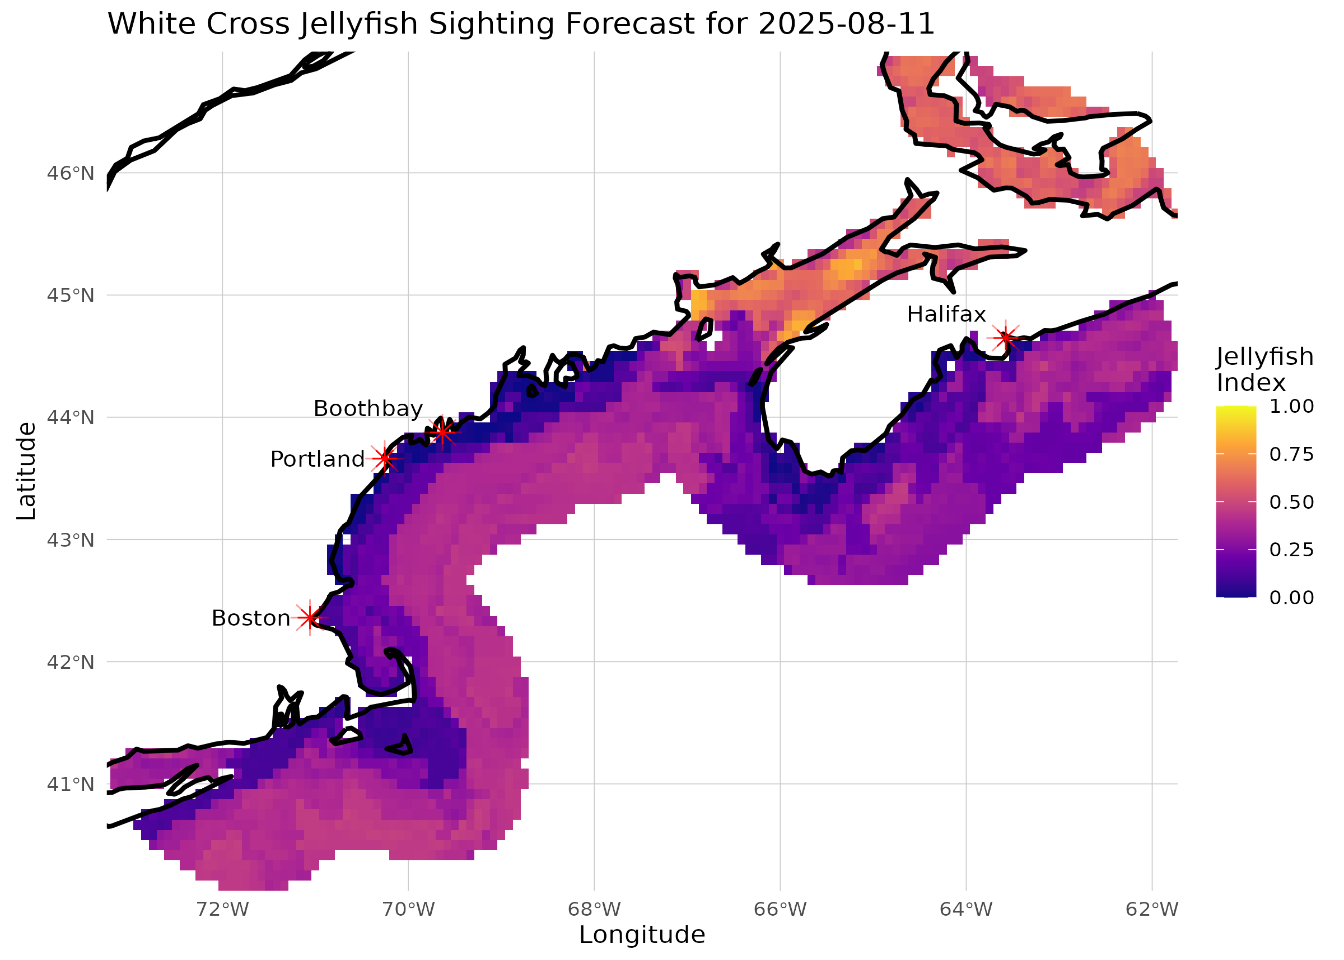 White Cross Jellyfish Sighting Forecast for 2025-08-11
46°N
45°N
44°N
43°N
42°N
41°N
Latitude
Halifax
Boothbay
Portland
Boston
72°W
70°W
68°W
66°W
64°W
62°W
Longitude
Jellyfish
Index
1.00
0.75
0.50
0.25
0.00